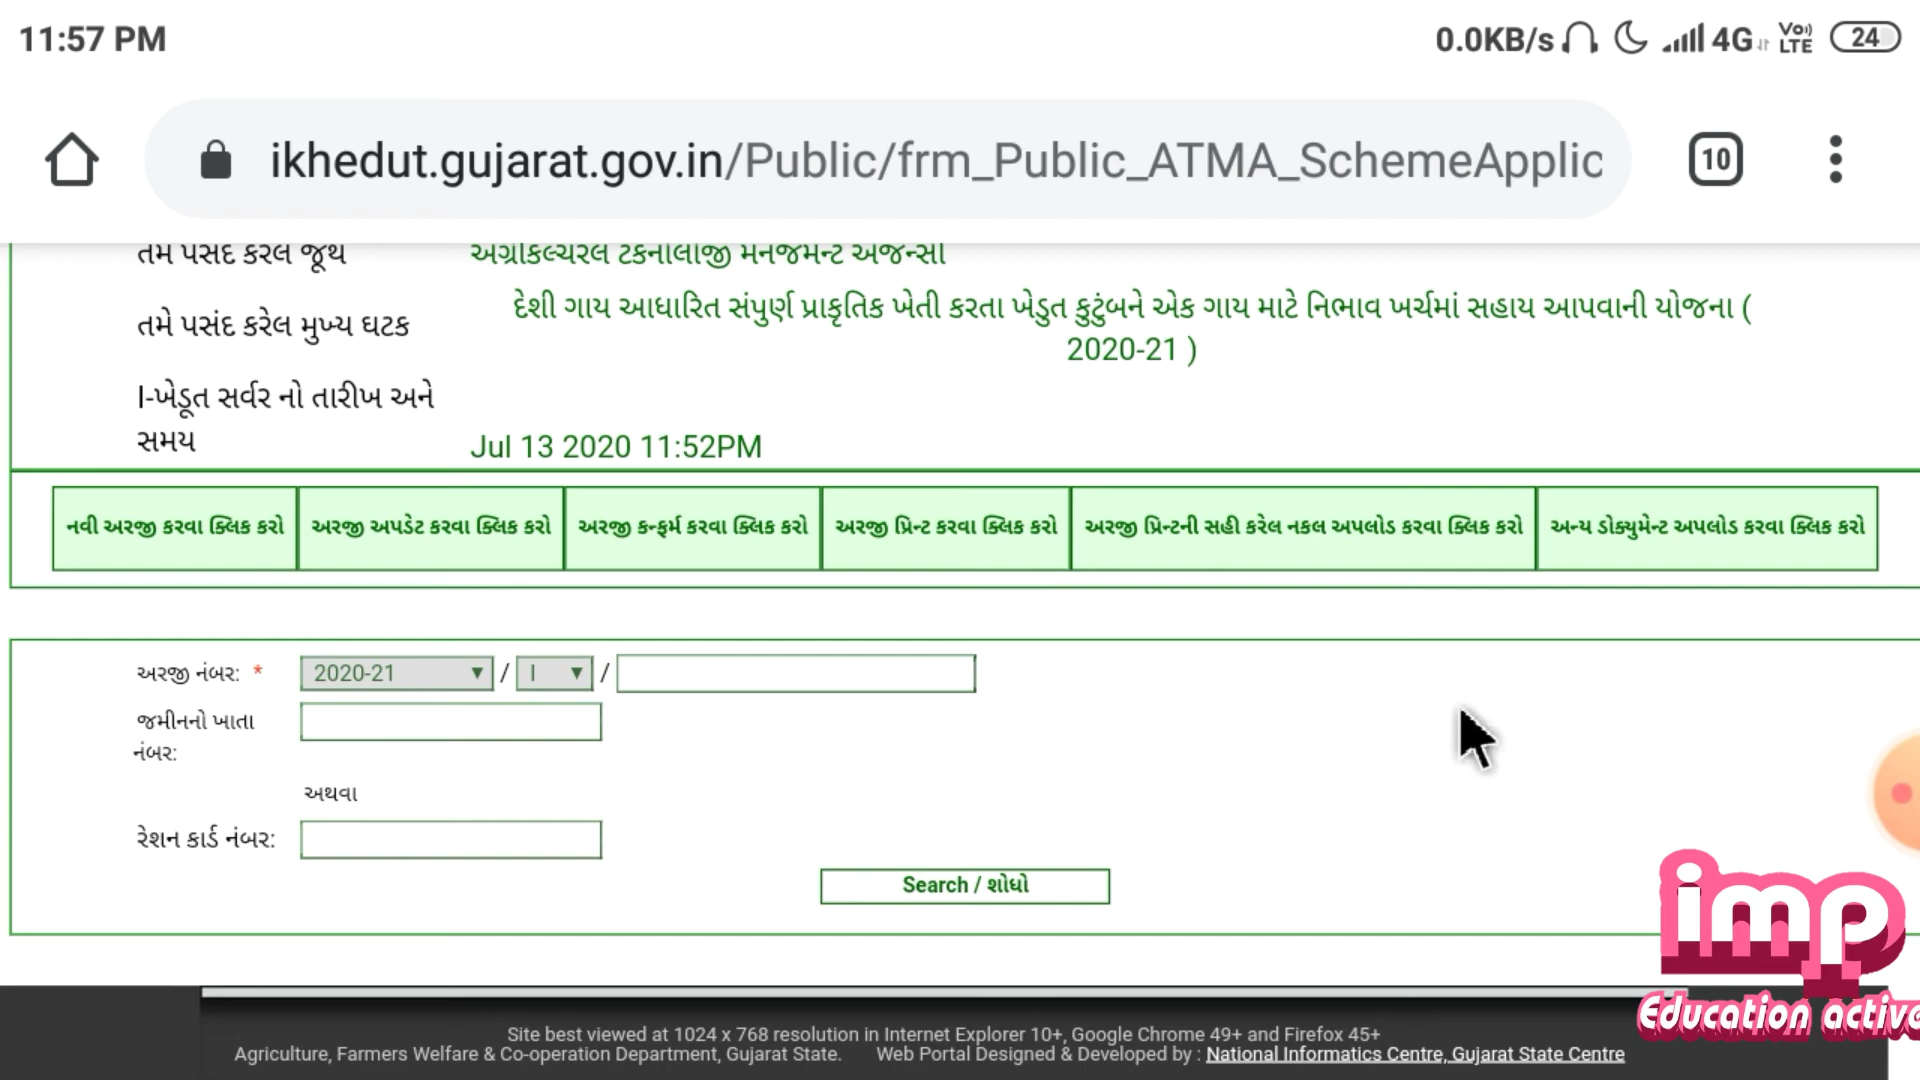 11:57 PM
0.0KB/s 4G Vo) LTE 24
ikhedut.gujarat.gov.in/Public/frm_Public_ATMA_SchemeApplic
10
તમે પસંદ કરેલ જૂથ
અગ્રીકલ્ચરલ ટેકનોલોજી મેનેજમેન્ટ એજન્સી
તમે પસંદ કરેલ મુખ્ય ઘટક
દેશી ગાય આધારિત સંપુર્ણ પ્રાકૃતિક ખેતી કરતા ખેડુત કુટુંબને એક ગાય માટે નિભાવ ખર્ચમાં સહાય આપવાની યોજના (
2020-21 )
I-ખેડૂત સર્વર નો તારીખ અને
સમય
Jul 13 2020 11:52PM
નવી અરજી કરવા ક્લિક કરો
અરજી અપડેટ કરવા ક્લિક કરો
અરજી કન્ફર્મ કરવા ક્લિક કરો
અરજી પ્રિન્ટ કરવા ક્લિક કરો
અરજી પ્રિન્ટની સહી કરેલ નકલ અપલોડ કરવા ક્લિક કરો
અન્ય ડોક્યુમેન્ટ અપલોડ કરવા ક્લિક કરો
અરજી નંબર: * 2020-21 / I /
જમીનનો ખાતા
નંબર:
અથવા
રેશન કાર્ડ નંબર:
Search / શોધો
imp
Education active
Site best viewed at 1024 x 768 resolution in Internet Explorer 10+, Google Chrome 49+ and Firefox 45+
Agriculture, Farmers Welfare & Co-operation Department, Gujarat State. Web Portal Designed & Developed by : National Informatics Centre, Gujarat State Centre